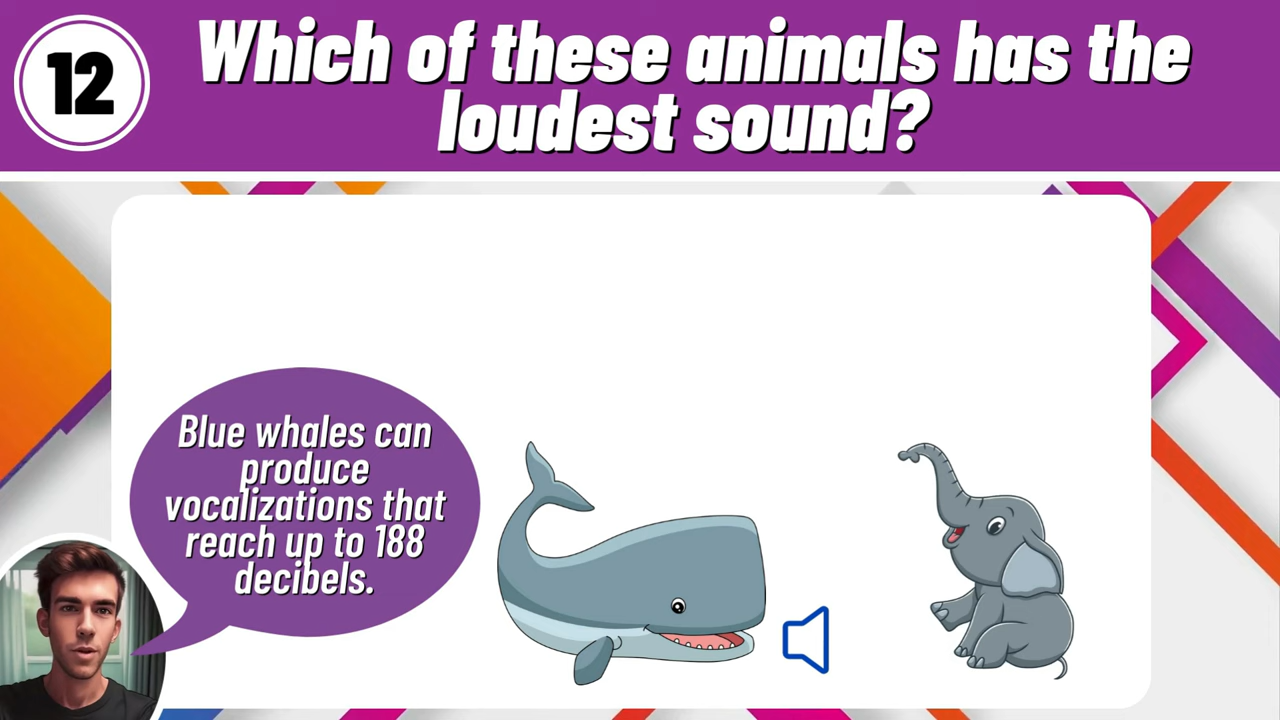 12
Which of these animals has the
loudest sound?
Blue whales can
produce
vocalizations that
reach up to 188
decibels.